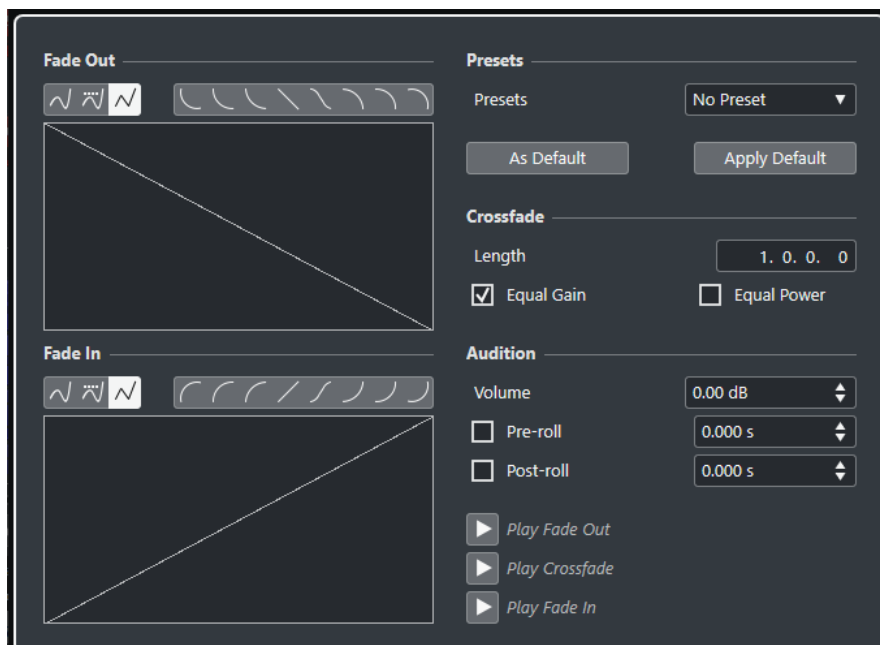 Fade Out
Fade In
Presets
Presets
No Preset
As Default
Apply Default
Crossfade
Length
1. 0. 0. 0
Equal Gain
Equal Power
Audition
Volume
0.00 dB
Pre-roll
0.000 s
Post-roll
0.000 s
Play Fade Out
Play Crossfade
Play Fade In